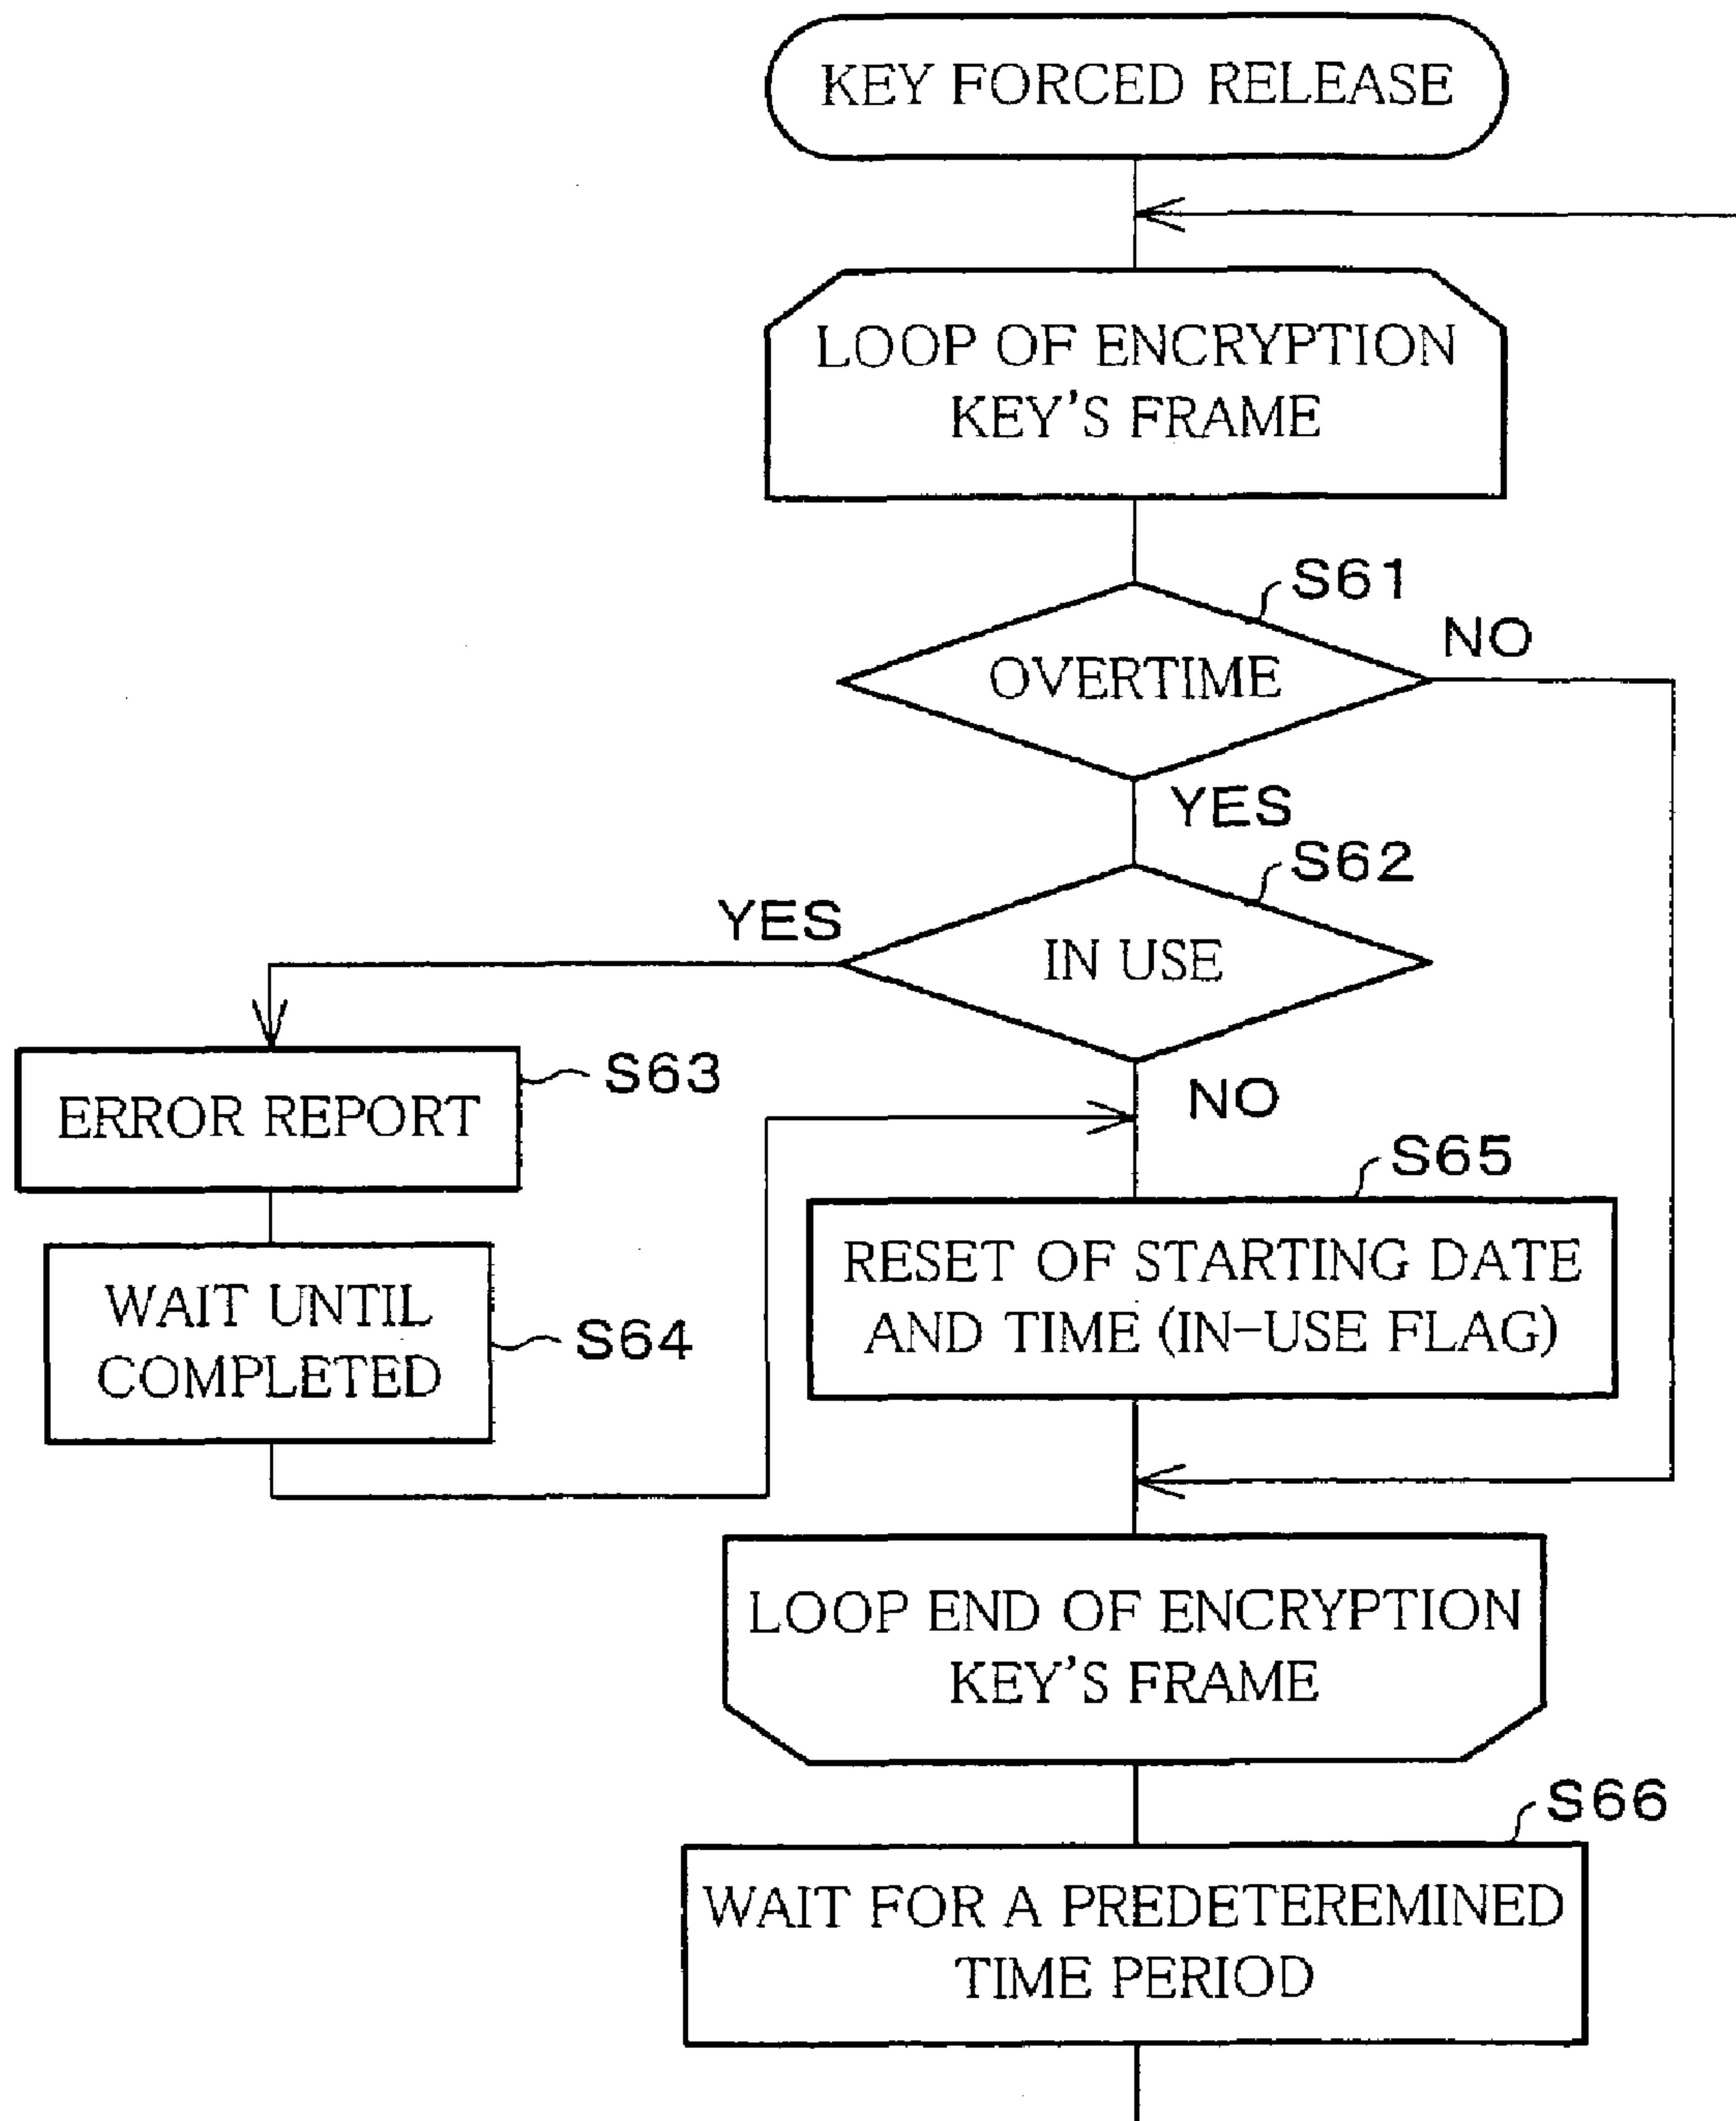 KEY FORCED RELEASE
LOOP OF ENCRYPTION
KEY'S FRAME
S61
NO
OVERTIME
YES
S62
YES
IN USE
S63
NO
ERROR REPORT
S65
RESET OF STARTING DATE
AND TIME (IN-USE FLAG)
WAIT UNTIL
COMPLETED
S64
LOOP END OF ENCRYPTION
KEY'S FRAME
S66
WAIT FOR A PREDETEREMINED
TIME PERIOD